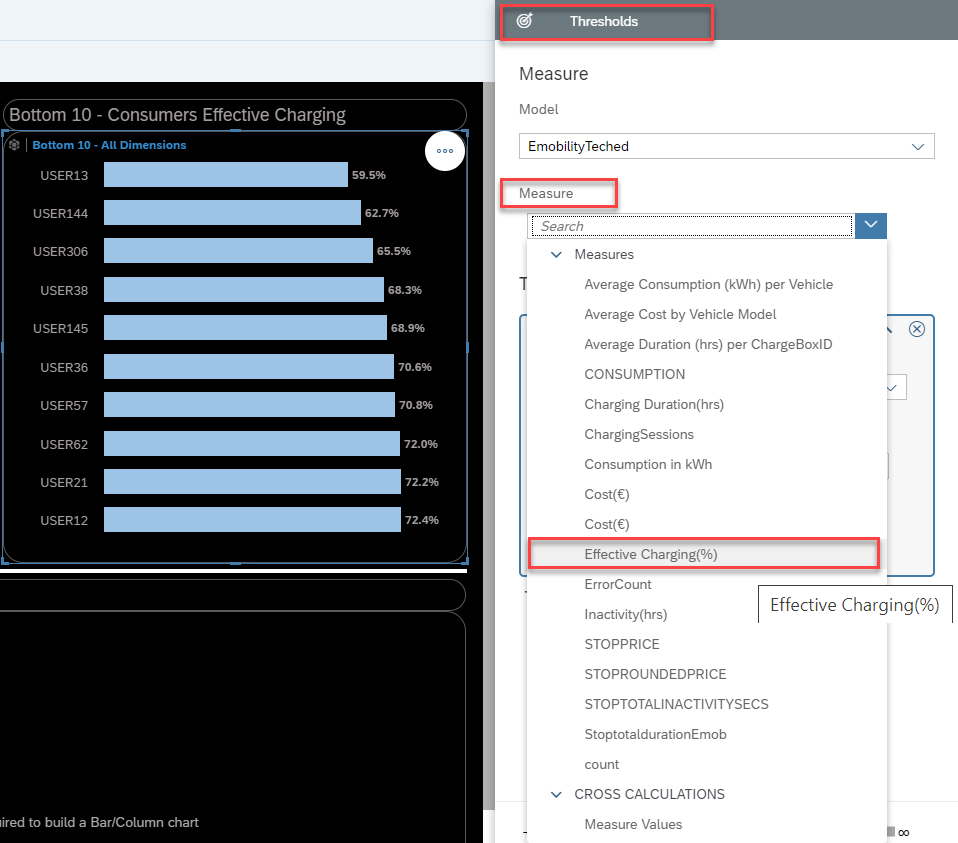 Thresholds
Measure
Model
EmobilityTeched
Measure
Search
Measures
Average Consumption (kWh) per Vehicle
Average Cost by Vehicle Model
Average Duration (hrs) per ChargeBoxID
CONSUMPTION
Charging Duration(hrs)
ChargingSessions
Consumption in kWh
Cost(€)
Cost(€)
Effective Charging(%)
ErrorCount
Inactivity(hrs)
STOPPRICE
STOPROUNDEDPRICE
STOPTOTALINACTIVITYSECS
StoptotaldurationEmob
count
CROSS CALCULATIONS
Measure Values
Effective Charging(%)
∞
Bottom 10 - Consumers Effective Charging
Bottom 10 - All Dimensions
USER13 59.5%
USER144 62.7%
USER306 65.5%
USER38 68.3%
USER145 68.9%
USER36 70.6%
USER57 70.8%
USER62 72.0%
USER21 72.2%
USER12 72.4%
to build a Bar/Column chart